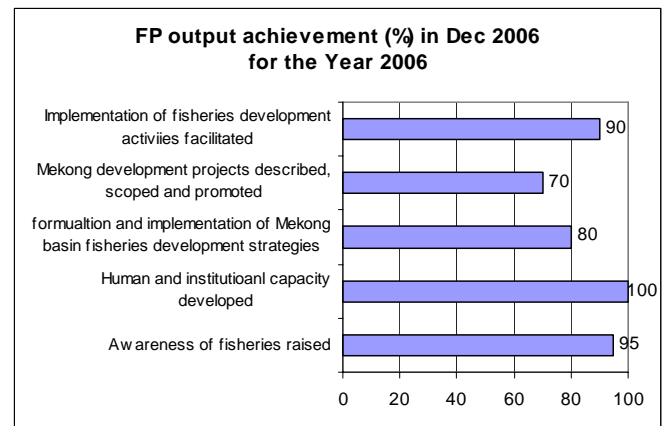 FP output achievement (%) in Dec 2006
for the Year 2006
Implementation of fisheries development
activiies facilitated
90
Mekong development projects described,
scoped and promoted
70
formualtion and implementation of Mekong
basin fisheries development strategies
80
Human and institutioanl capacity
developed
100
Awareness of fisheries raised
95
0 20 40 60 80 100